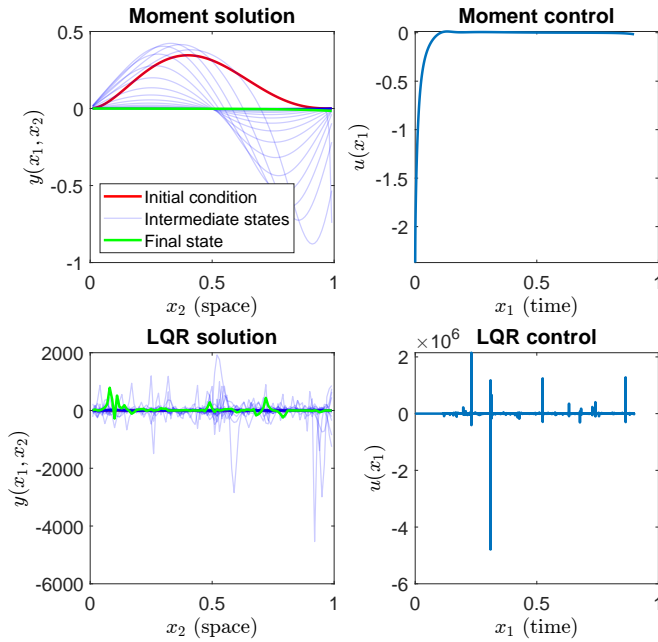 Moment solution
0.5
0
-0.5
-1
y(x₁, x₂)
Initial condition
Intermediate states
Final state
0 0.5 1
x₂ (space)
Moment control
0
-0.5
-1
-1.5
-2
u(x₁)
0 0.5 1
x₁ (time)
LQR solution
2000
0
-2000
-4000
-6000
y(x₁, x₂)
0 0.5 1
x₂ (space)
LQR control
×10⁶
2
0
-2
-4
-6
u(x₁)
0 0.5 1
x₁ (time)